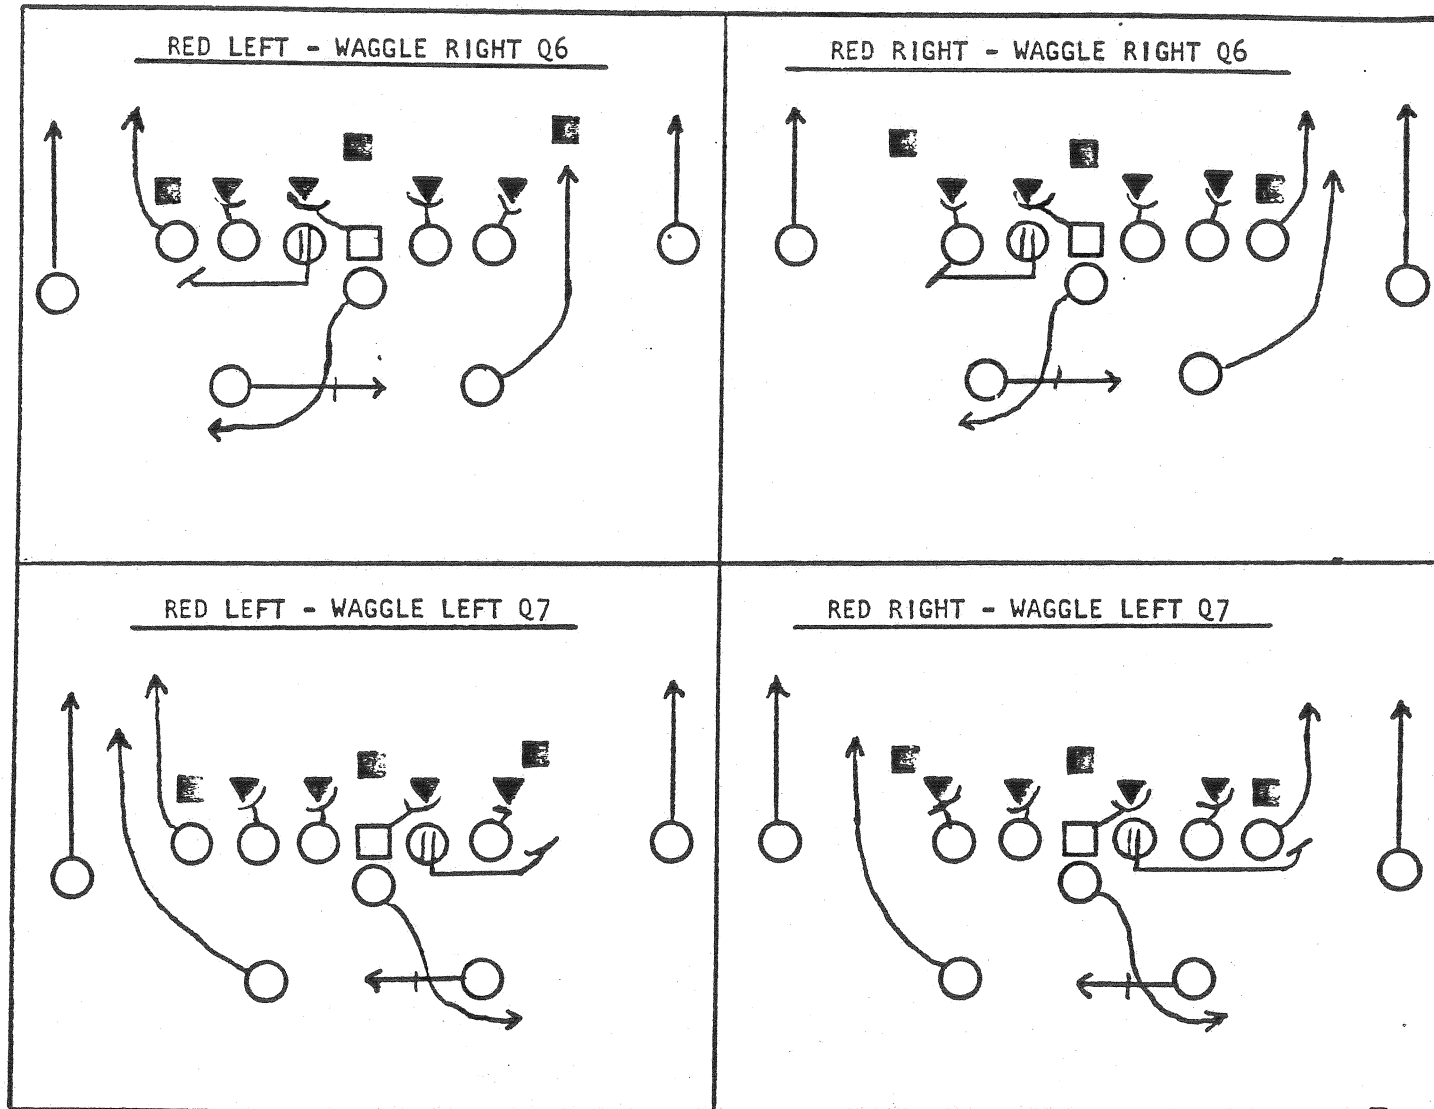 RED LEFT - WAGGLE RIGHT Q6
RED RIGHT - WAGGLE RIGHT Q6
RED LEFT - WAGGLE LEFT Q7
RED RIGHT - WAGGLE LEFT Q7